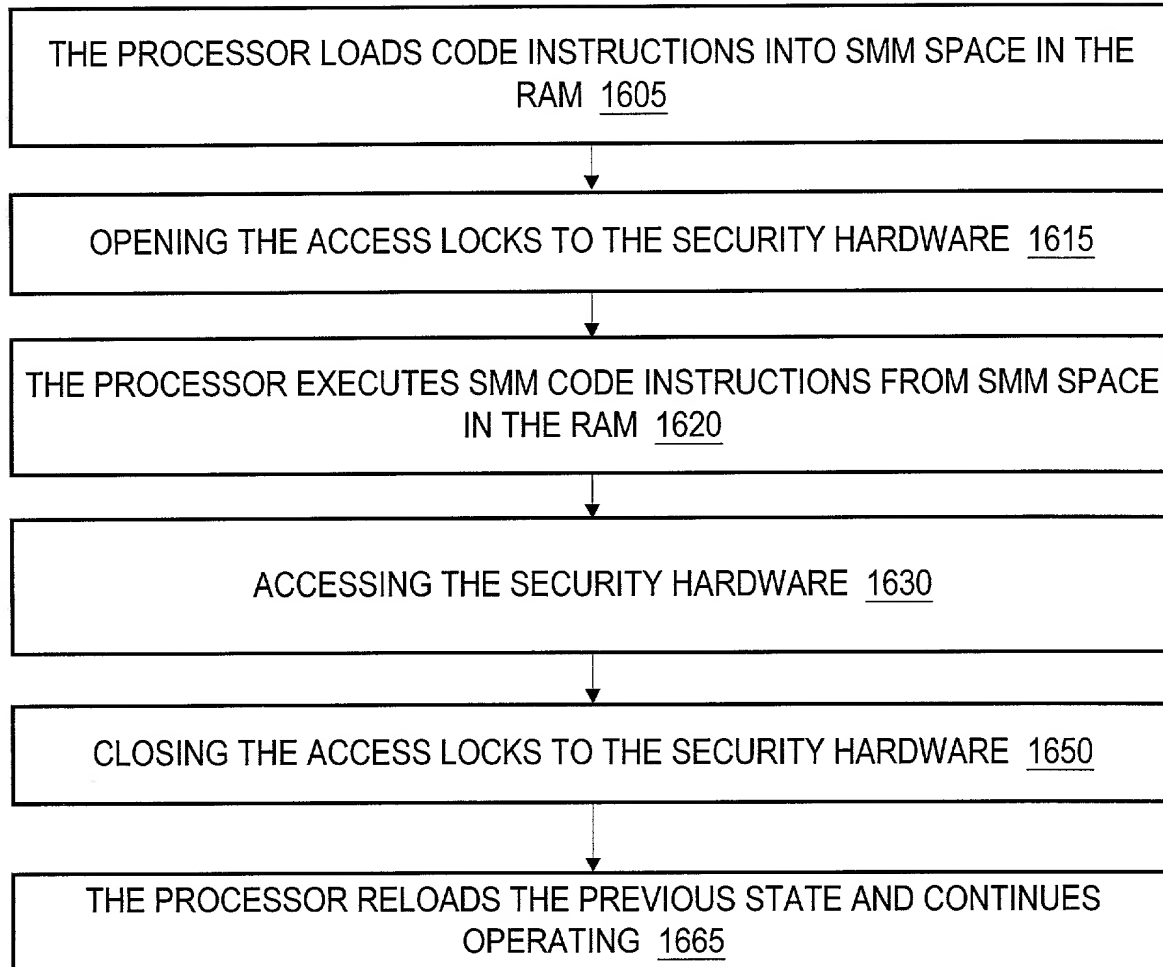 THE PROCESSOR LOADS CODE INSTRUCTIONS INTO SMM SPACE IN THE
RAM 1605
OPENING THE ACCESS LOCKS TO THE SECURITY HARDWARE 1615
THE PROCESSOR EXECUTES SMM CODE INSTRUCTIONS FROM SMM SPACE
IN THE RAM 1620
ACCESSING THE SECURITY HARDWARE 1630
CLOSING THE ACCESS LOCKS TO THE SECURITY HARDWARE 1650
THE PROCESSOR RELOADS THE PREVIOUS STATE AND CONTINUES
OPERATING 1665